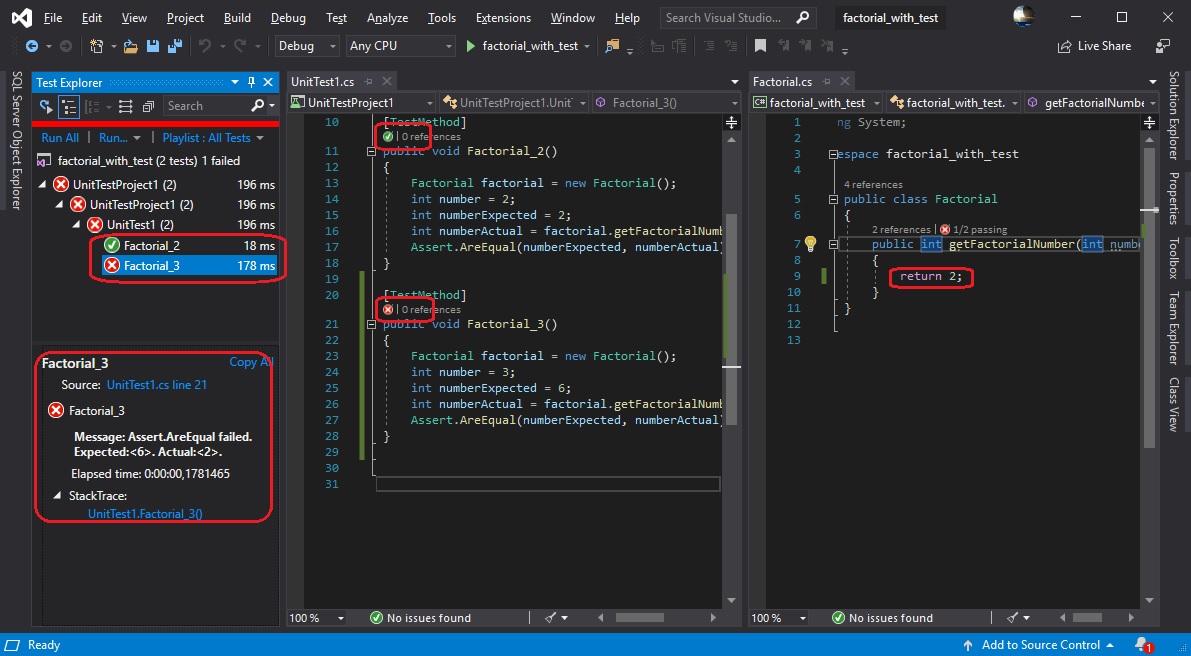 File Edit View Project Build Debug Test Analyze Tools Extensions Window Help Search Visual Studio... factorial_with_test
Debug Any CPU factorial_with_test Live Share
SQL Server Object Explorer
Test Explorer
Search
Run All | Run... | Playlist : All Tests
factorial_with_test (2 tests) 1 failed
UnitTestProject1 (2) 196 ms
UnitTestProject1 (2) 196 ms
UnitTest1 (2) 196 ms
Factorial_2 18 ms
Factorial_3 178 ms
Factorial_3 Copy All
Source: UnitTest1.cs line 21
Factorial_3
Message: Assert.AreEqual failed.
Expected:<6>. Actual:<2>.
Elapsed time: 0:00:00,1781465
StackTrace:
UnitTest1.Factorial_3()
UnitTest1.cs
UnitTestProject1 UnitTestProject1.Unit Factorial_3()
10 [TestMethod]
| 0 references
11 public void Factorial_2()
12 {
13 Factorial factorial = new Factorial();
14 int number = 2;
15 int numberExpected = 2;
16 int numberActual = factorial.getFactorialNumb
17 Assert.AreEqual(numberExpected, numberActual)
18 }
19
20 [TestMethod]
| 0 references
21 public void Factorial_3()
22 {
23 Factorial factorial = new Factorial();
24 int number = 3;
25 int numberExpected = 6;
26 int numberActual = factorial.getFactorialNumb
27 Assert.AreEqual(numberExpected, numberActual)
28 }
29
30
31
100 % No issues found
Factorial.cs
C# factorial_with_test factorial_with_test. getFactorialNumbe
1 ng System;
2
3 espace factorial_with_test
4
4 references
5 public class Factorial
6 {
2 references | 1/2 passing
7 public int getFactorialNumber(int numb
8 {
9 return 2;
10 }
11 }
12
13
100 % No issues found
Solution Explorer
Properties
Toolbox
Team Explorer
Class View
Ready Add to Source Control 1